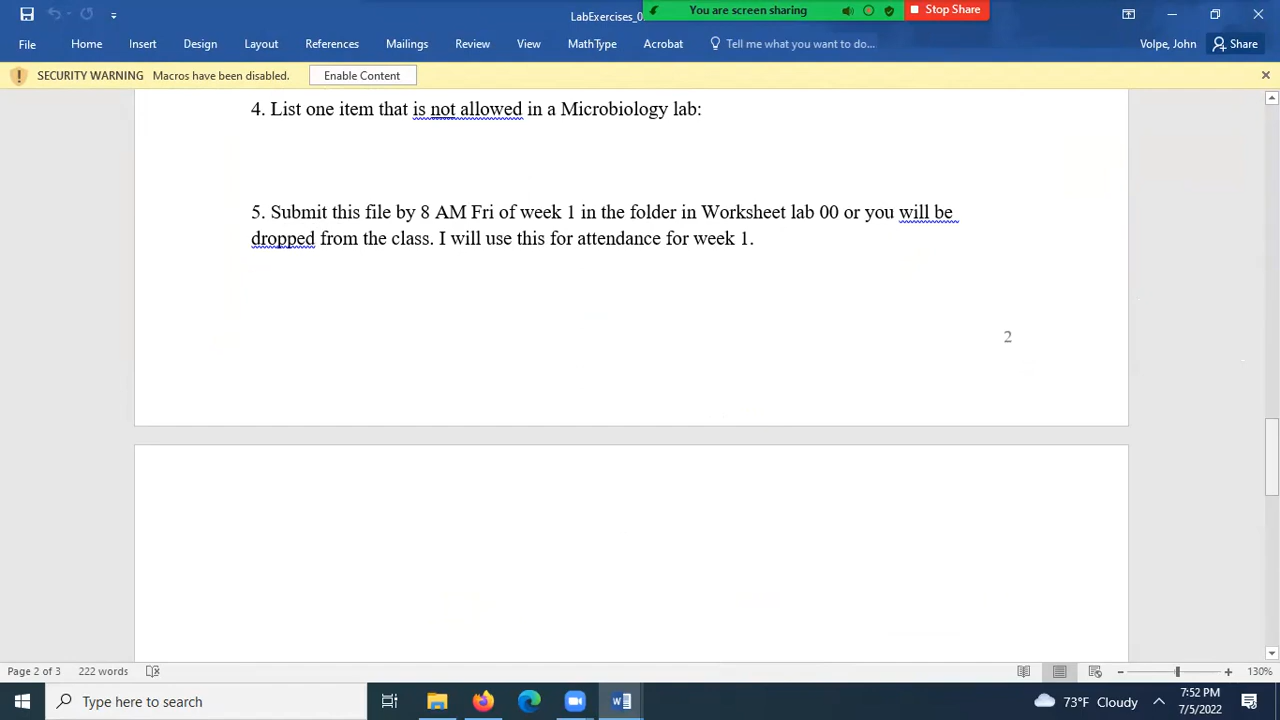 LabExercises_0
You are screen sharing
Stop Share
File Home Insert Design Layout References Mailings Review View MathType Acrobat Tell me what you want to do... Volpe, John Share
SECURITY WARNING Macros have been disabled. Enable Content
4. List one item that is not allowed in a Microbiology lab:
5. Submit this file by 8 AM Fri of week 1 in the folder in Worksheet lab 00 or you will be
dropped from the class. I will use this for attendance for week 1.
2
Page 2 of 3 222 words 130%
Type here to search
73°F Cloudy
7:52 PM
7/5/2022